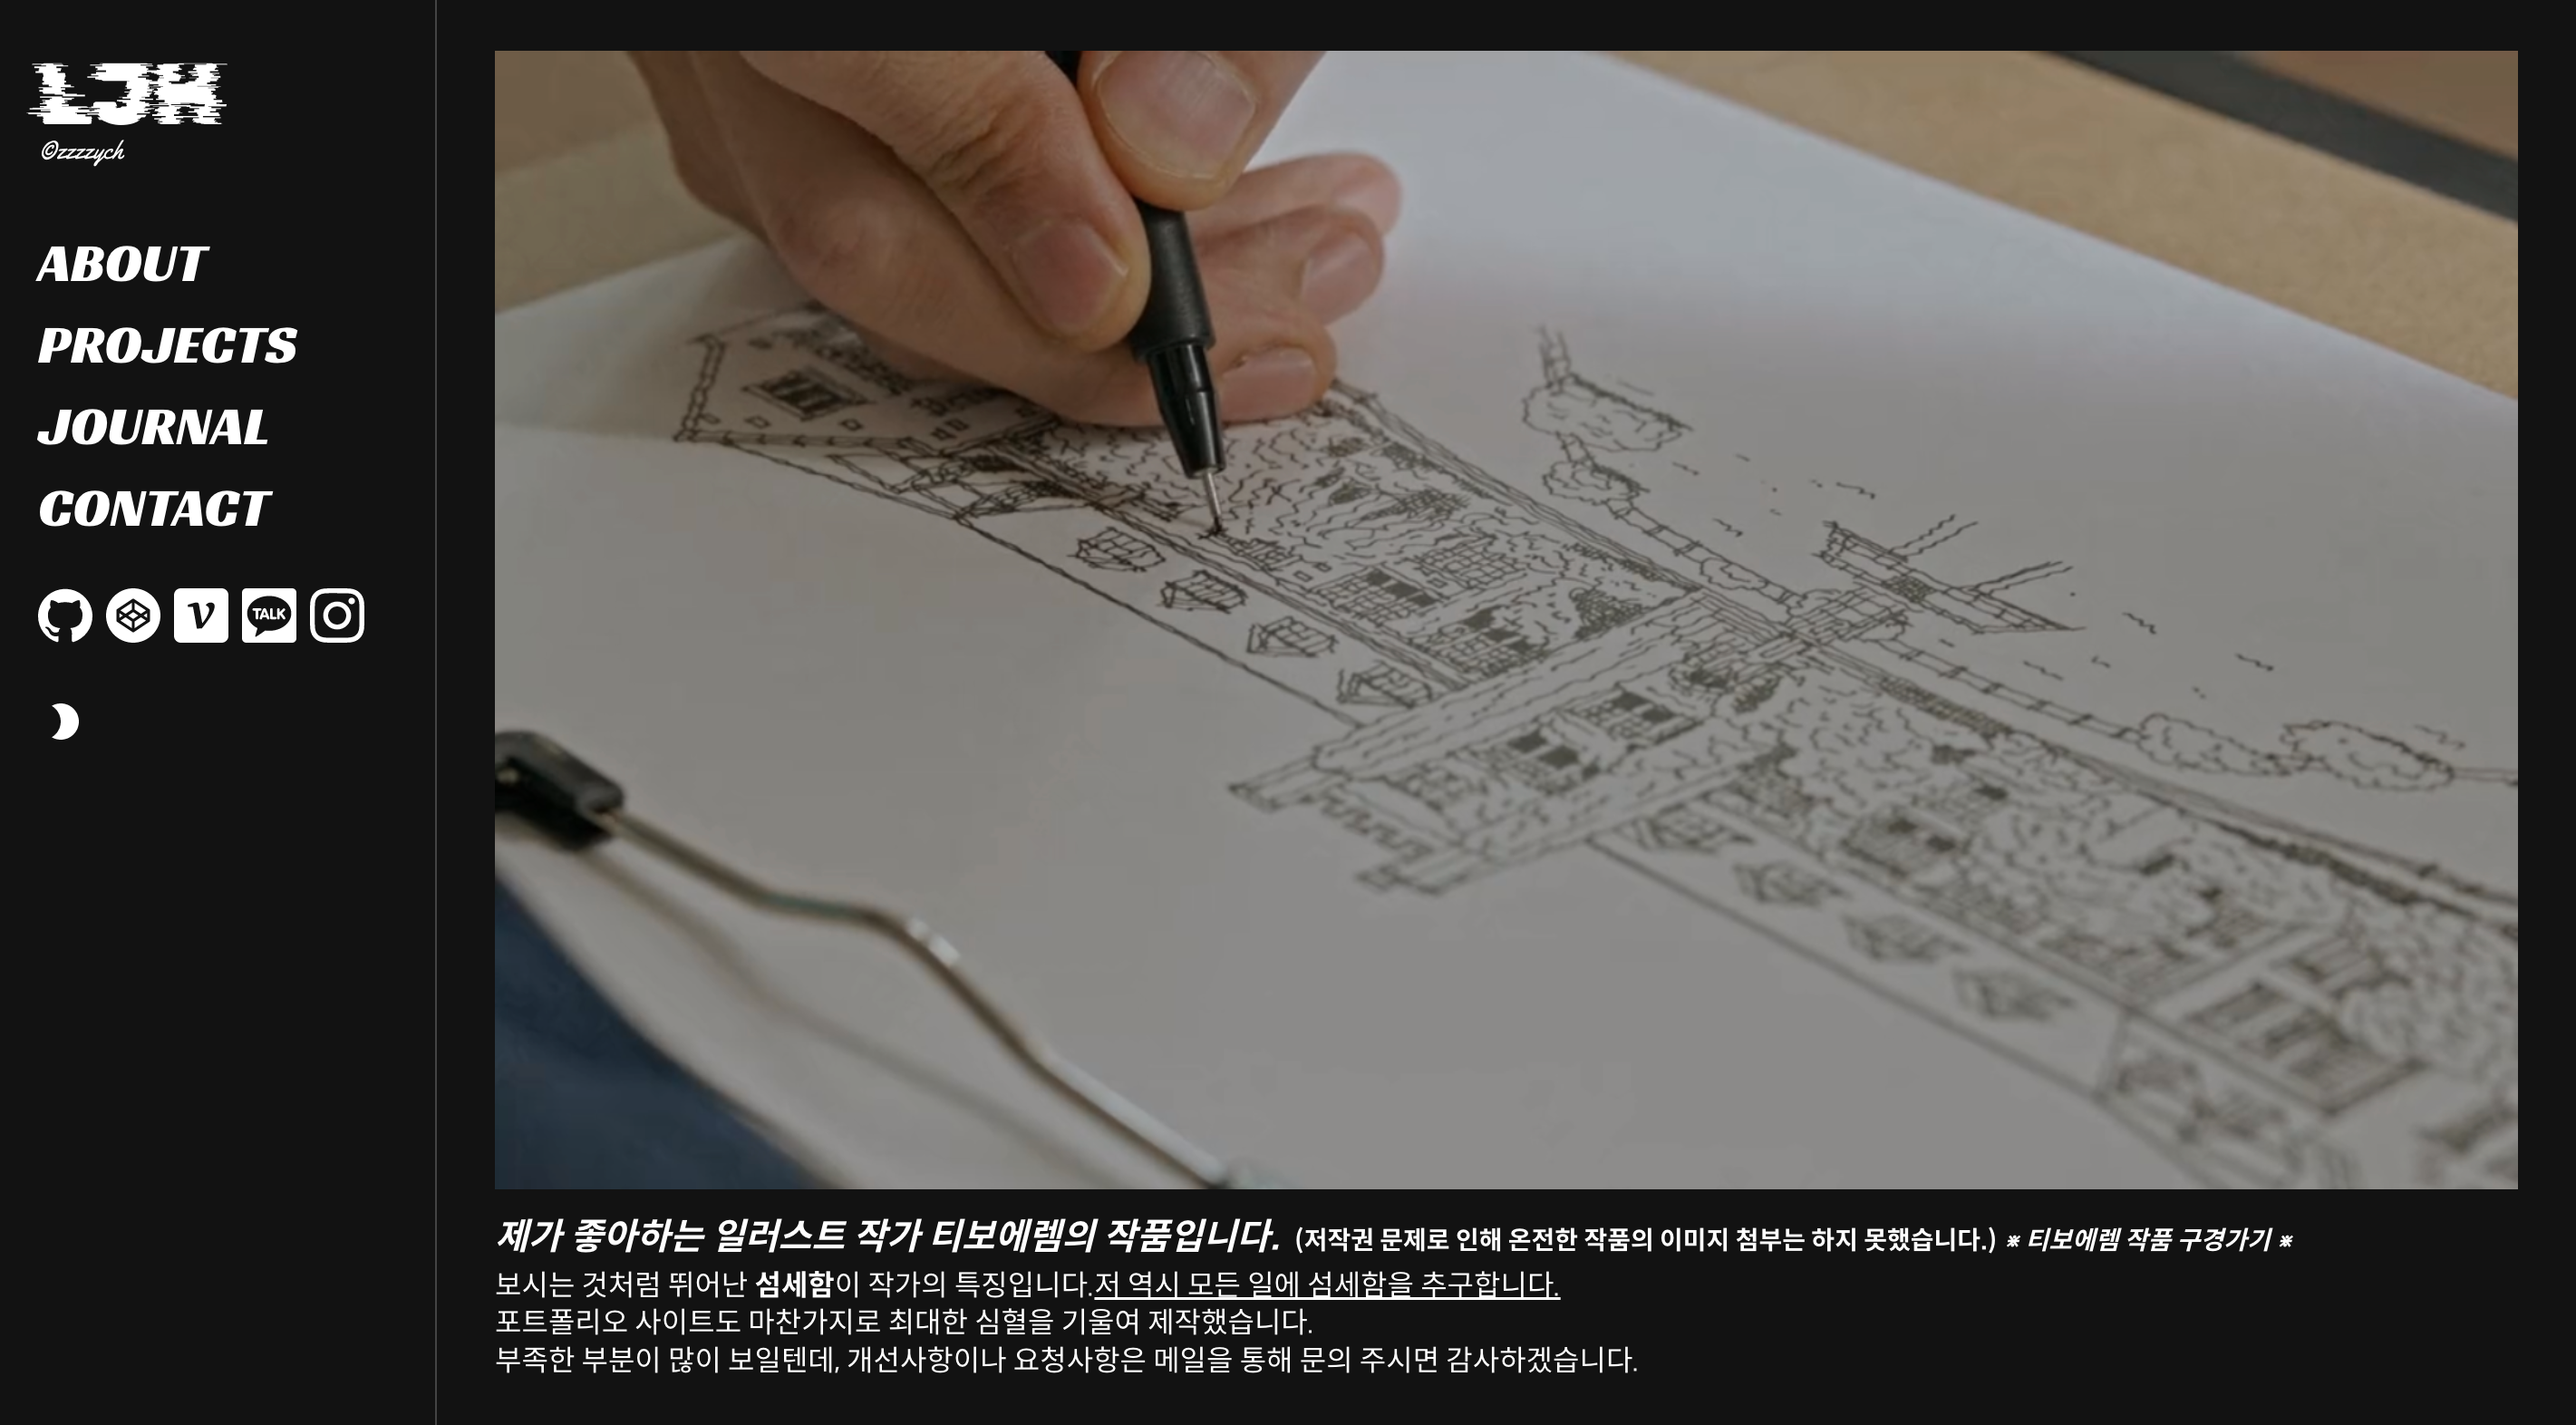 LJH
©zzzzych
ABOUT
PROJECTS
JOURNAL
CONTACT
v
TALK
제가 좋아하는 일러스트 작가 티보에렘의 작품입니다. (저작권 문제로 인해 온전한 작품의 이미지 첨부는 하지 못했습니다.) ※ 티보에렘 작품 구경가기 ※
보시는 것처럼 뛰어난 섬세함이 작가의 특징입니다.저 역시 모든 일에 섬세함을 추구합니다.
포트폴리오 사이트도 마찬가지로 최대한 심혈을 기울여 제작했습니다.
부족한 부분이 많이 보일텐데, 개선사항이나 요청사항은 메일을 통해 문의 주시면 감사하겠습니다.